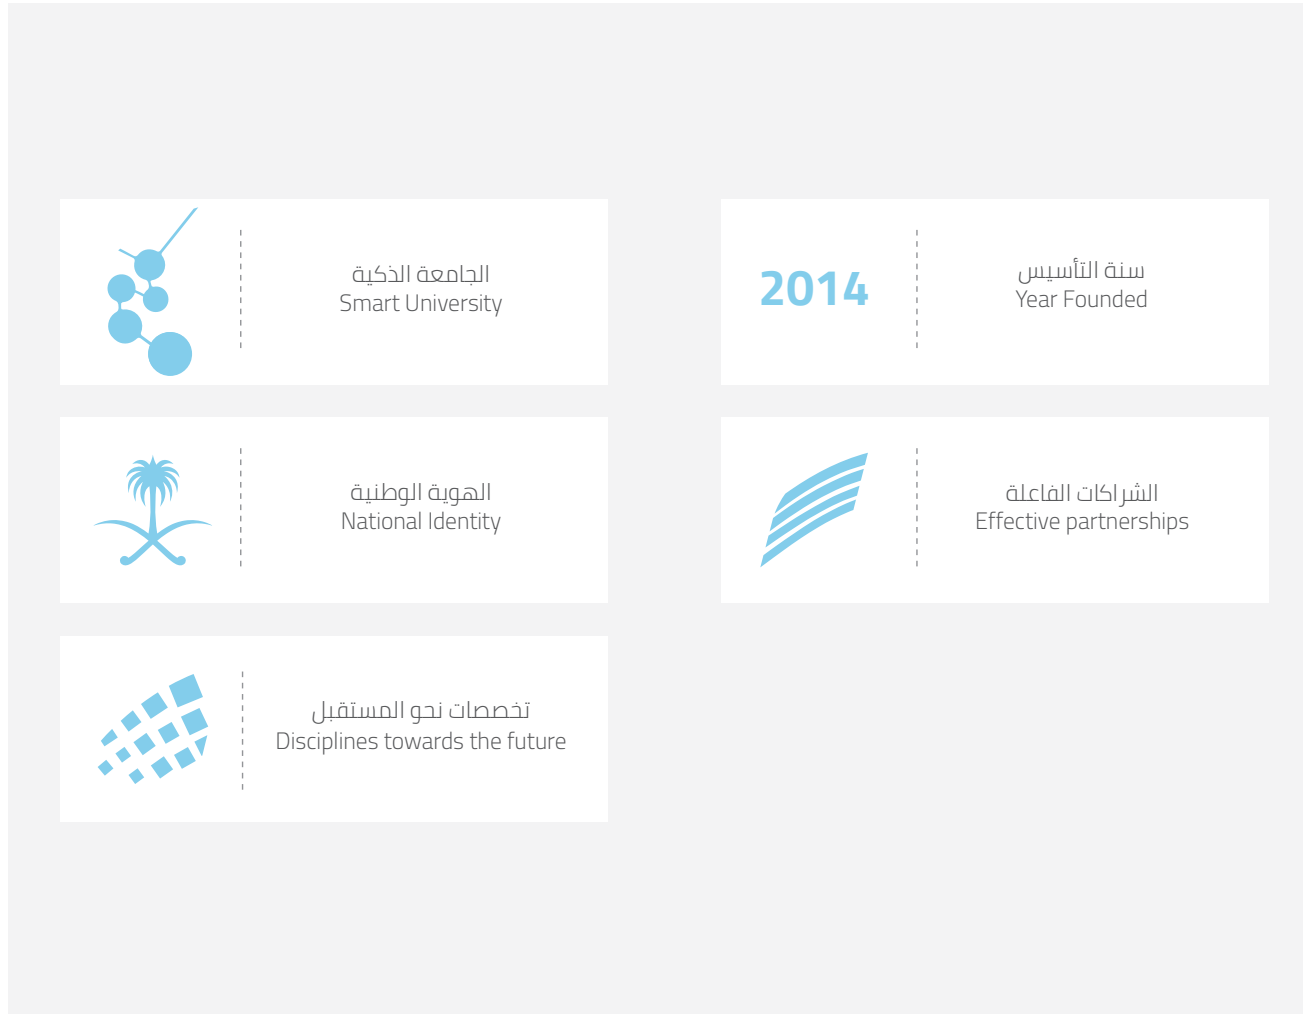 الجامعة الذكية
Smart University
2014
سنة التأسيس
Year Founded
الهوية الوطنية
National Identity
الشراكات الفاعلة
Effective partnerships
تخصصات نحو المستقبل
Disciplines towards the future